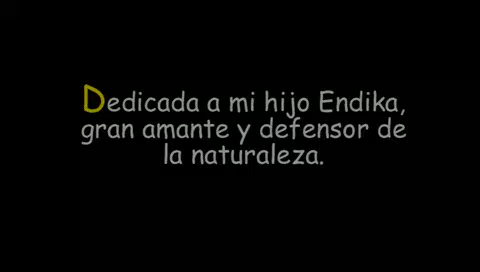 Dedicada a mi hijo Endika,
gran amante y defensor de
la naturaleza.